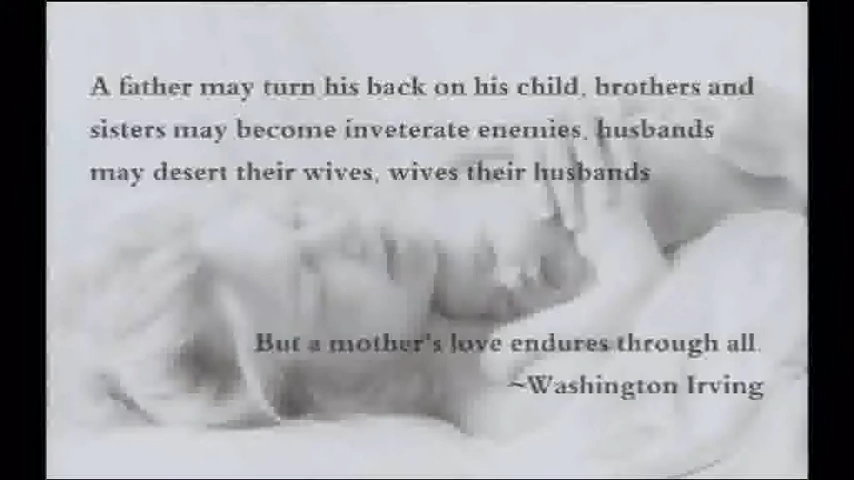 A father may turn his back on his child, brothers and
sisters may become inveterate enemies, husbands
may desert their wives, wives their husbands
But a mother's love endures through all.
~Washington Irving